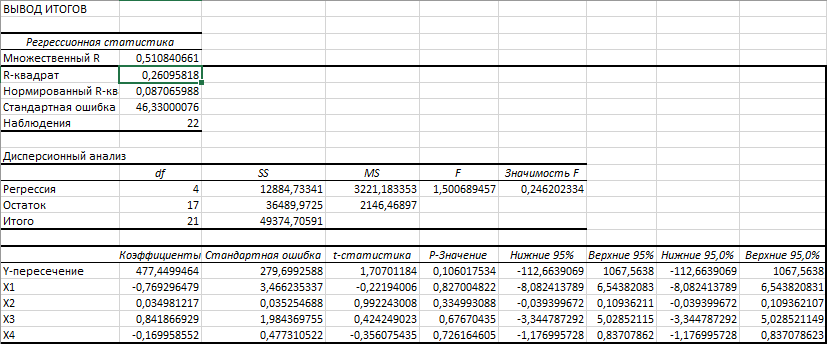 ВЫВОД ИТОГОВ
Регрессионная статистика
Множественный R 0,510840661
R-квадрат 0,26095818
Нормированный R-кв 0,087065988
Стандартная ошибка 46,33000076
Наблюдения 22
Дисперсионный анализ
df SS MS F Значимость F
Регрессия 4 12884,73341 3221,183353 1,500689457 0,246202334
Остаток 17 36489,9725 2146,46897
Итого 21 49374,70591
Коэффициенты Стандартная ошибка t-статистика P-Значение Нижние 95% Верхние 95% Нижние 95,0% Верхние 95,0%
Y-пересечение 477,4499464 279,6992588 1,70701184 0,106017534 -112,6639069 1067,5638 -112,6639069 1067,5638
X1 -0,769296479 3,466235337 -0,22194006 0,827004822 -8,082413789 6,54382083 -8,082413789 6,543820831
X2 0,034981217 0,035254688 0,992243008 0,334993088 -0,039399672 0,10936211 -0,039399672 0,109362107
X3 0,841866929 1,984369755 0,424249023 0,67670435 -3,344787292 5,02852115 -3,344787292 5,028521149
X4 -0,169958552 0,477310522 -0,356075435 0,726164605 -1,176995728 0,83707862 -1,176995728 0,837078623